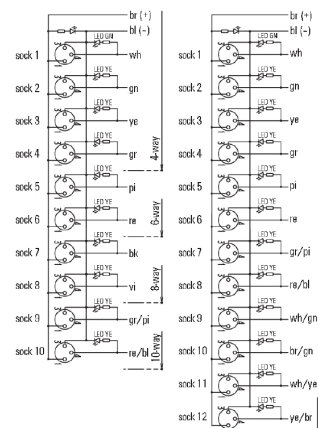 br (+)
bl (−)
LED GN
sock 1 wh
LED YE
sock 2 gn
LED YE
sock 3 ye
LED YE
sock 4 gr
4-way
LED YE
sock 5 pi
LED YE
sock 6 re
6-way
LED YE
sock 7 bk
LED YE
sock 8 vi
8-way
LED YE
sock 9 gr/pi
LED YE
sock 10 re/bl
10-way
br (+)
bl (−)
LED GN
sock 1 wh
LED YE
sock 2 gn
LED YE
sock 3 ye
LED YE
sock 4 gr
LED YE
sock 5 pi
LED YE
sock 6 re
LED YE
sock 7 gr/pi
LED YE
sock 8 re/bl
LED YE
sock 9 wh/gn
LED YE
sock 10 br/gn
LED YE
sock 11 wh/ye
LED YE
sock 12 ye/br